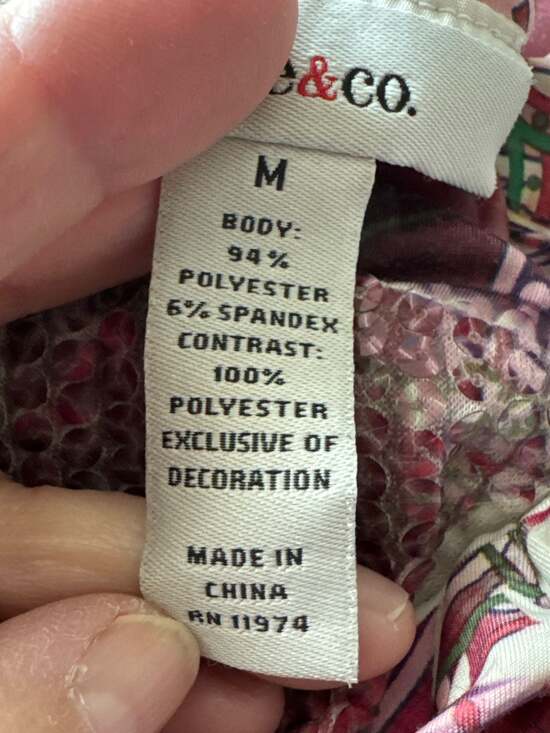 e&co.
M
BODY:
94%
POLYESTER
6% SPANDEX
CONTRAST:
100%
POLYESTER
EXCLUSIVE OF
DECORATION
MADE IN
CHINA
RN 11974